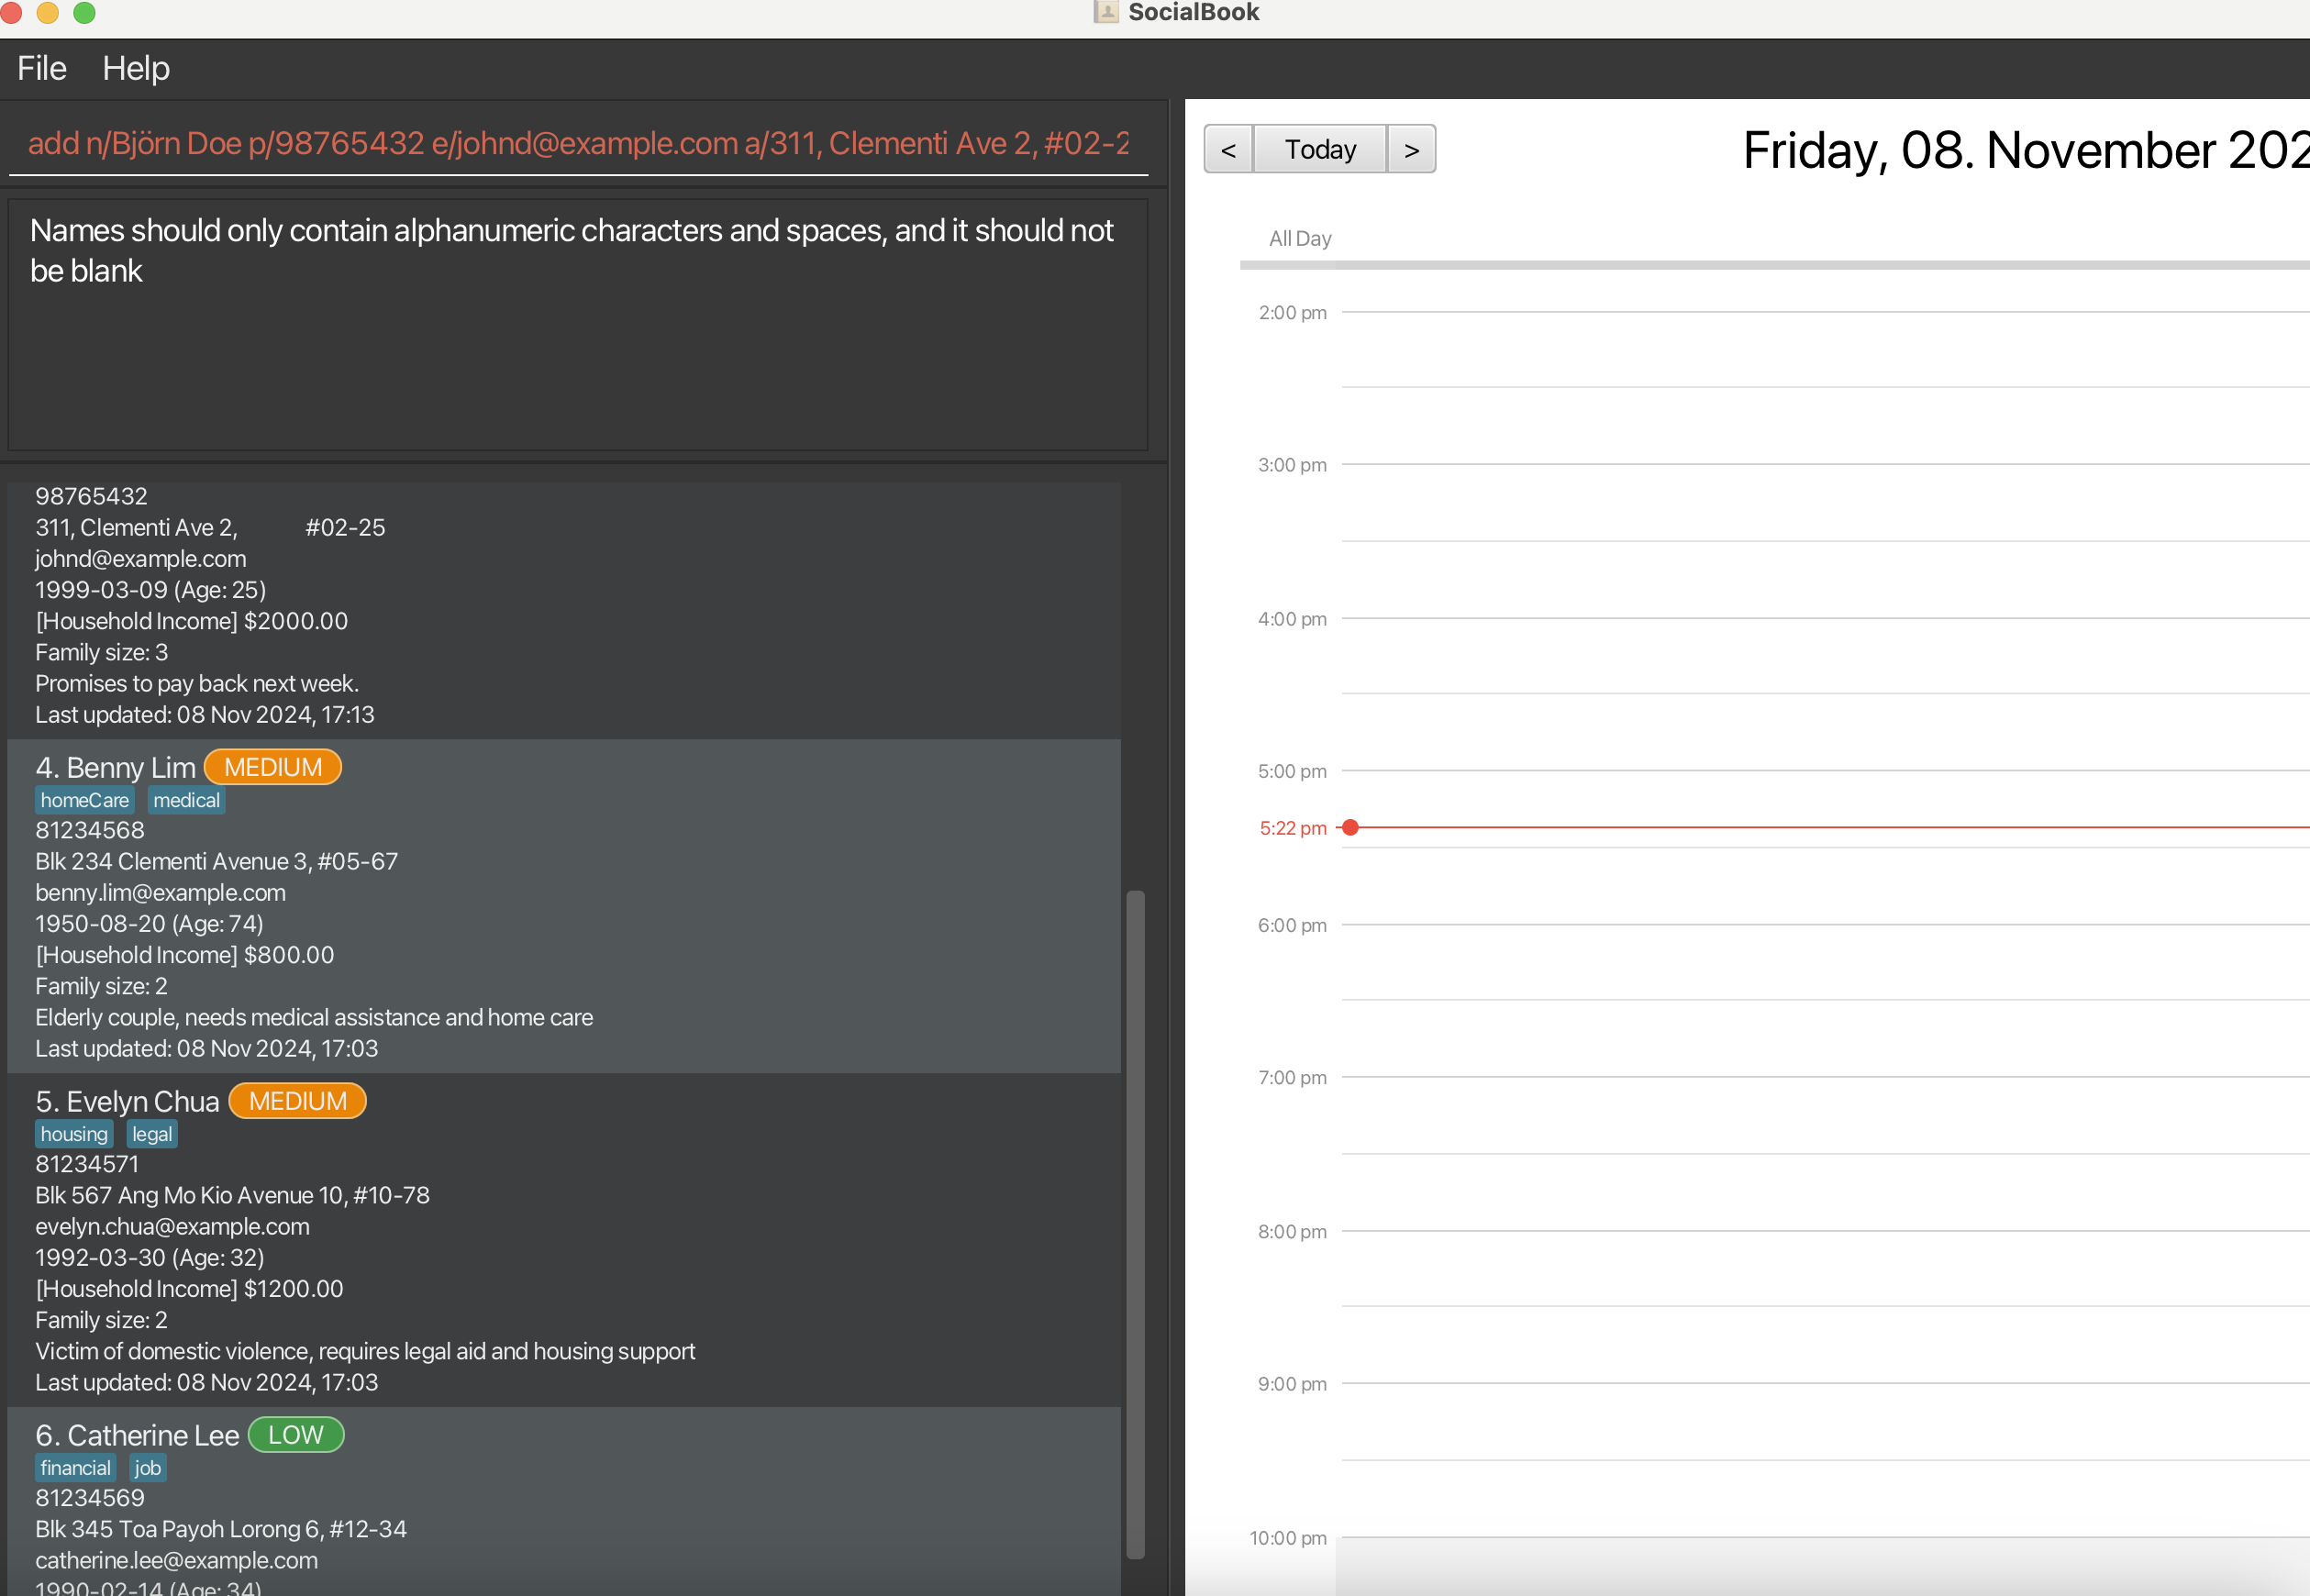 SocialBook
File Help
add n/Björn Doe p/98765432 e/johnd@example.com a/311, Clementi Ave 2, #02-2
Names should only contain alphanumeric characters and spaces, and it should not
be blank
98765432
311, Clementi Ave 2, #02-25
johnd@example.com
1999-03-09 (Age: 25)
[Household Income] $2000.00
Family size: 3
Promises to pay back next week.
Last updated: 08 Nov 2024, 17:13
4. Benny Lim MEDIUM
homeCare medical
81234568
Blk 234 Clementi Avenue 3, #05-67
benny.lim@example.com
1950-08-20 (Age: 74)
[Household Income] $800.00
Family size: 2
Elderly couple, needs medical assistance and home care
Last updated: 08 Nov 2024, 17:03
5. Evelyn Chua MEDIUM
housing legal
81234571
Blk 567 Ang Mo Kio Avenue 10, #10-78
evelyn.chua@example.com
1992-03-30 (Age: 32)
[Household Income] $1200.00
Family size: 2
Victim of domestic violence, requires legal aid and housing support
Last updated: 08 Nov 2024, 17:03
6. Catherine Lee LOW
financial job
81234569
Blk 345 Toa Payoh Lorong 6, #12-34
catherine.lee@example.com
1990-02-14 (Age: 34)
< Today >
Friday, 08. November 202
All Day
2:00 pm
3:00 pm
4:00 pm
5:00 pm
5:22 pm
6:00 pm
7:00 pm
8:00 pm
9:00 pm
10:00 pm